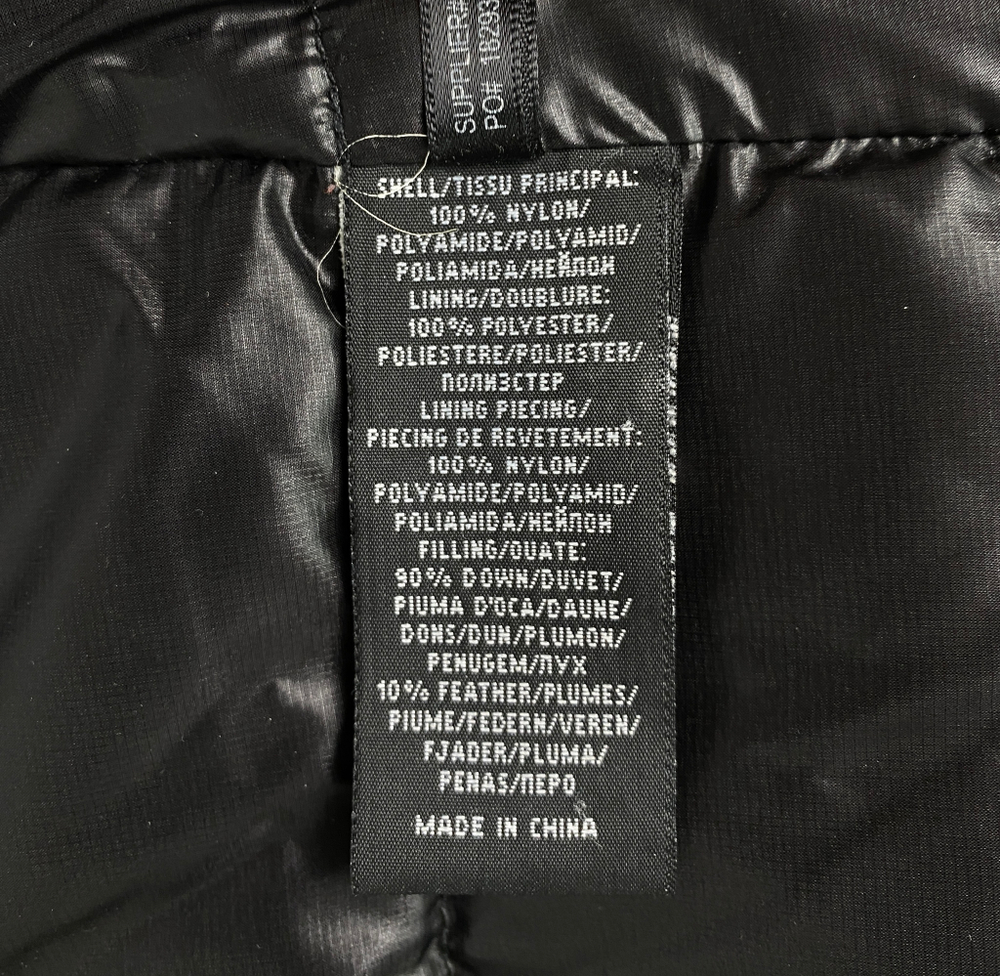 SUPPLIER#
PO# 18293
SHELL/TISSU PRINCIPAL:
100% NYLON/
POLYAMIDE/POLYAMID/
POLIAMIDA/НЕЙЛОН
LINING/DOUBLURE:
100% POLYESTER/
POLIESTERE/POLIESTER/
ПОЛИЭСТЕР
LINING PIECING/
PIECING DE REVETEMENT:
100% NYLON/
POLYAMIDE/POLYAMID/
POLIAMIDA/НЕЙЛОН
FILLING/OUATE:
90% DOWN/DUVET/
PIUMA D'OCA/DAUNE/
DONS/DUN/PLUMON/
PENUGEM/ПУХ
10% FEATHER/PLUMES/
PIUME/FEDERN/VEREN/
FJADER/PLUMA/
PENAS/ПЕРО
MADE IN CHINA